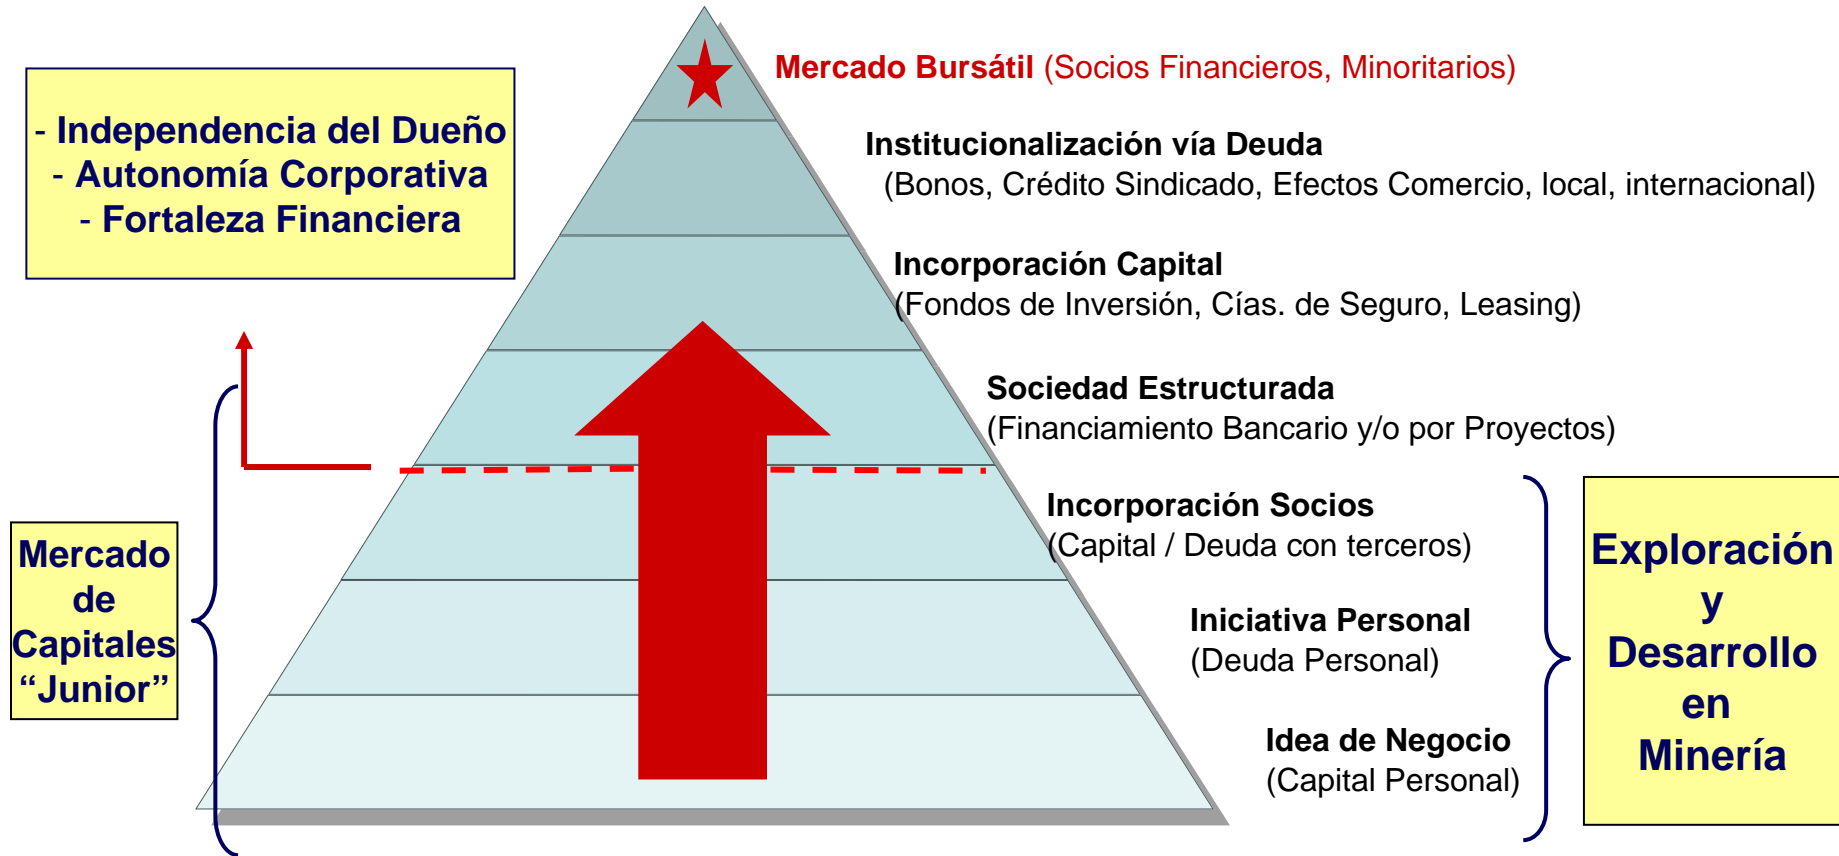 Mercado Bursátil (Socios Financieros, Minoritarios)
- Independencia del Dueño
- Autonomía Corporativa
- Fortaleza Financiera
Institucionalización vía Deuda
(Bonos, Crédito Sindicado, Efectos Comercio, local, internacional)
Incorporación Capital
(Fondos de Inversión, Cías. de Seguro, Leasing)
Sociedad Estructurada
(Financiamiento Bancario y/o por Proyectos)
Incorporación Socios
(Capital / Deuda con terceros)
Iniciativa Personal
(Deuda Personal)
Idea de Negocio
(Capital Personal)
Mercado
de
Capitales
“Junior”
Exploración
y
Desarrollo
en
Minería